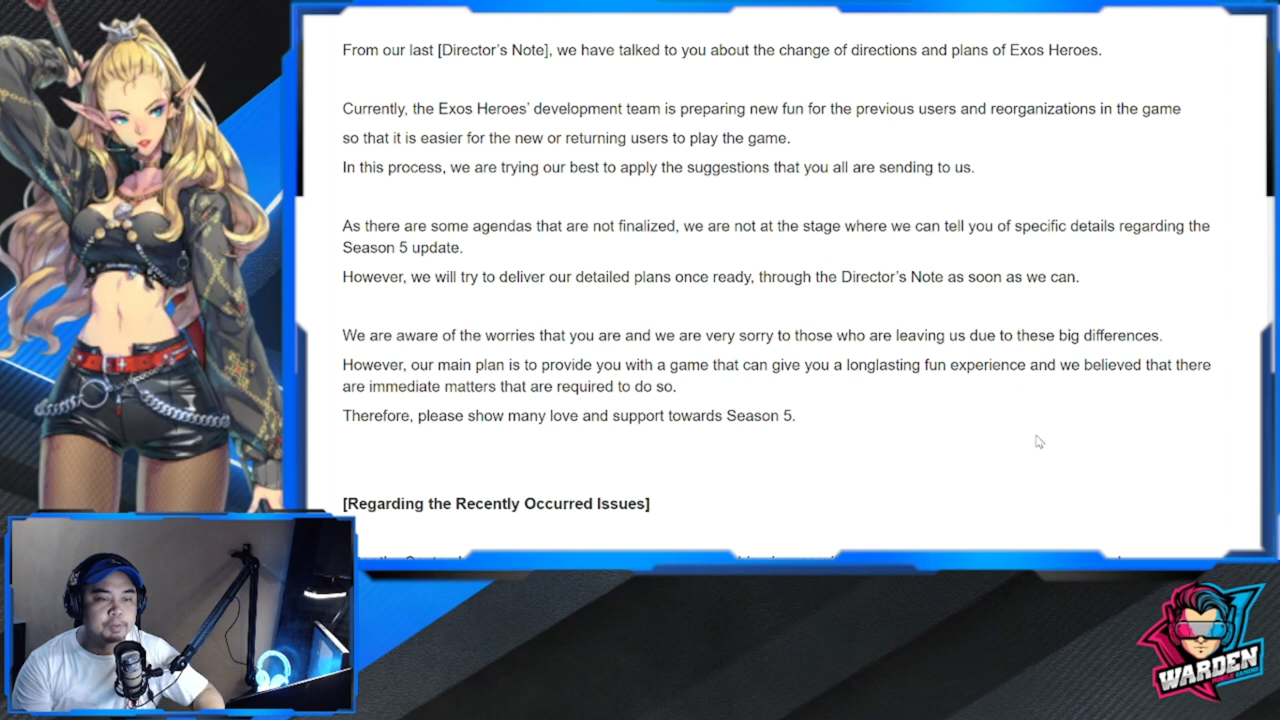 From our last [Director's Note], we have talked to you about the change of directions and plans of Exos Heroes.
Currently, the Exos Heroes' development team is preparing new fun for the previous users and reorganizations in the game
so that it is easier for the new or returning users to play the game.
In this process, we are trying our best to apply the suggestions that you all are sending to us.
As there are some agendas that are not finalized, we are not at the stage where we can tell you of specific details regarding the
Season 5 update.
However, we will try to deliver our detailed plans once ready, through the Director's Note as soon as we can.
We are aware of the worries that you are and we are very sorry to those who are leaving us due to these big differences.
However, our main plan is to provide you with a game that can give you a longlasting fun experience and we believed that there
are immediate matters that are required to do so.
Therefore, please show many love and support towards Season 5.
[Regarding the Recently Occurred Issues]
WARDEN
MOBILE GAMING